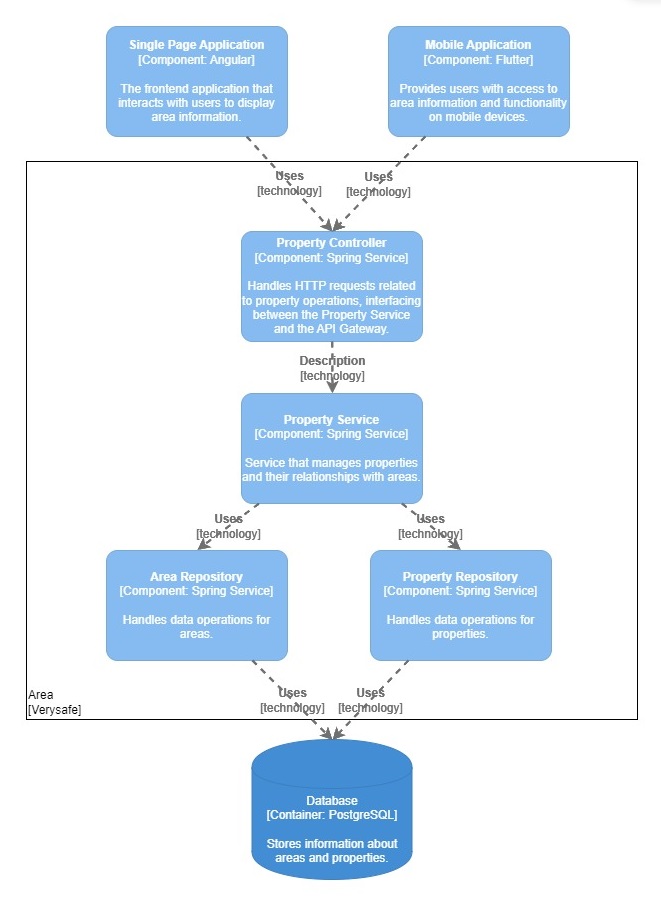 Single Page Application
[Component: Angular]
The frontend application that
interacts with users to display
area information.
Mobile Application
[Component: Flutter]
Provides users with access to
area information and functionality
on mobile devices.
Uses
[technology]
Uses
[technology]
Property Controller
[Component: Spring Service]
Handles HTTP requests related
to property operations, interfacing
between the Property Service
and the API Gateway.
Description
[technology]
Property Service
[Component: Spring Service]
Service that manages properties
and their relationships with areas.
Uses
[technology]
Uses
[technology]
Area Repository
[Component: Spring Service]
Handles data operations for
areas.
Property Repository
[Component: Spring Service]
Handles data operations for
properties.
Area
[Verysafe]
Uses
[technology]
Uses
[technology]
Database
[Container: PostgreSQL]
Stores information about
areas and properties.